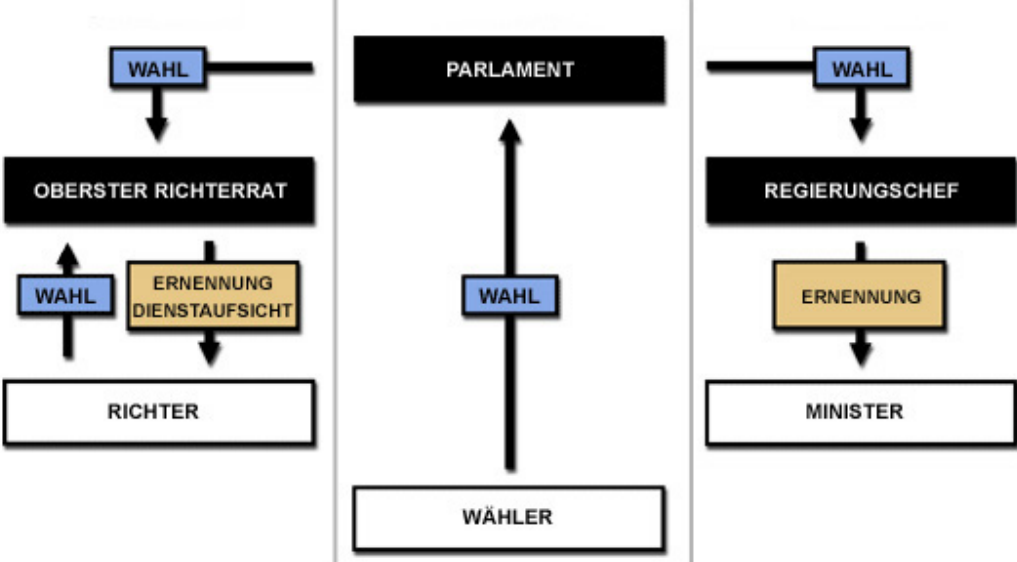 WAHL
OBERSTER RICHTERRAT
WAHL
ERNENNUNG
DIENSTAUFSICHT
RICHTER
PARLAMENT
WAHL
WÄHLER
WAHL
REGIERUNGSCHEF
ERNENNUNG
MINISTER